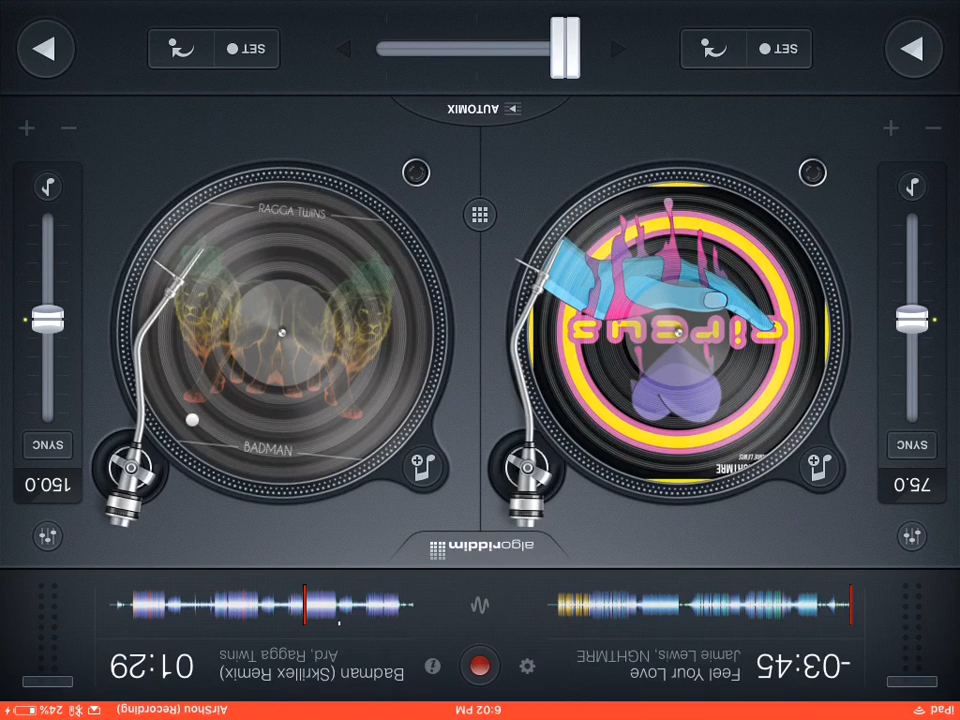 iPad
6:02 PM
AirShou (Recording)
24%
-03:45
Feel Your Love
Jamie Lewis, NGHTMRE
Badman (Skrillex Remix)
Ard, Ragga Twins
01:29
algoriddim
75.0
150.0
SYNC
SYNC
circus
BADMAN
RAGGA TWINS
AUTOMIX
SET
SET